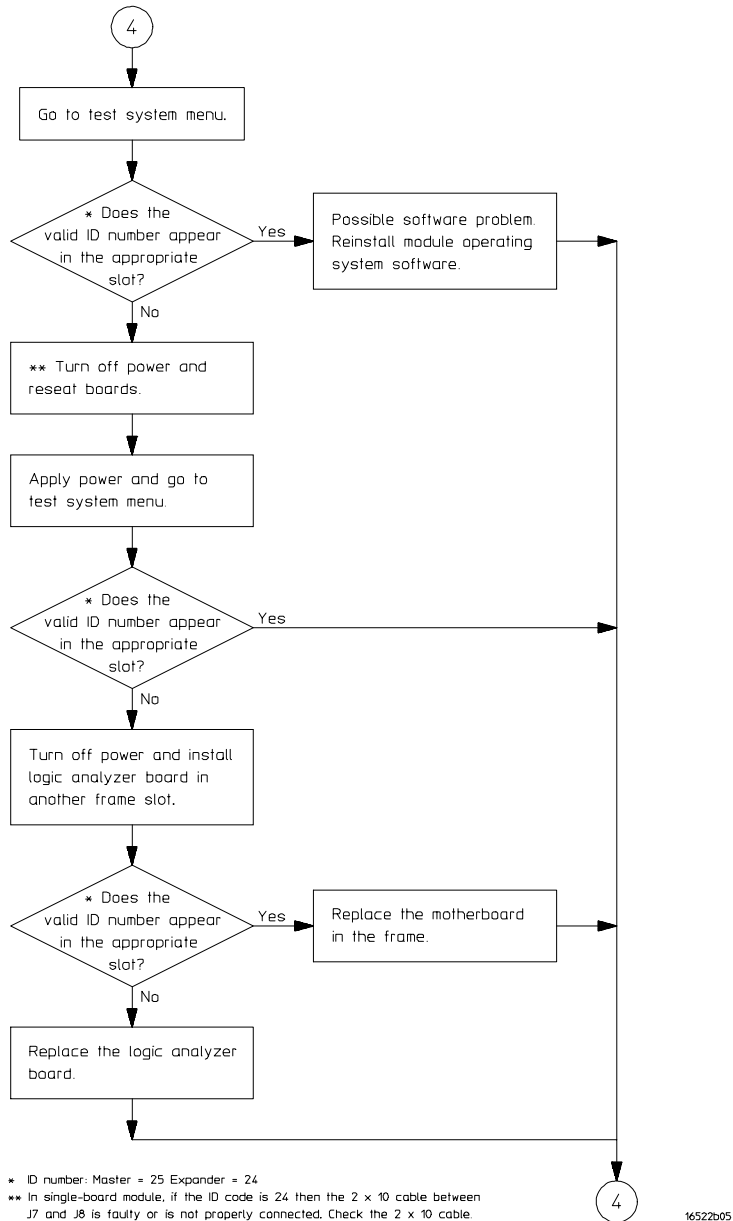 4
Go to test system menu.
* Does the
valid ID number appear
in the appropriate
slot?
Yes
Possible software problem.
Reinstall module operating
system software.
No
** Turn off power and
reseat boards.
Apply power and go to
test system menu.
* Does the
valid ID number appear
in the appropriate
slot?
Yes
No
Turn off power and install
logic analyzer board in
another frame slot.
* Does the
valid ID number appear
in the appropriate
slot?
Yes
Replace the motherboard
in the frame.
No
Replace the logic analyzer
board.
* ID number: Master = 25 Expander = 24
** In single-board module, if the ID code is 24 then the 2 x 10 cable between
J7 and J8 is faulty or is not properly connected. Check the 2 x 10 cable.
4
16522b05